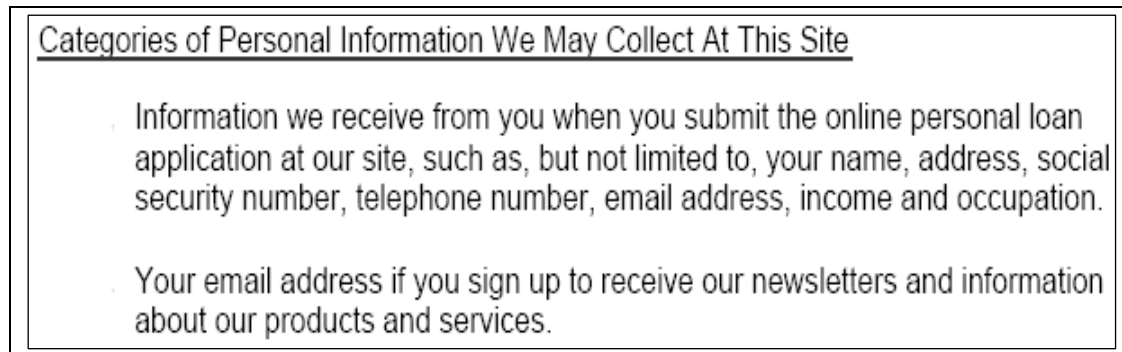 Categories of Personal Information We May Collect At This Site
Information we receive from you when you submit the online personal loan
application at our site, such as, but not limited to, your name, address, social
security number, telephone number, email address, income and occupation.
Your email address if you sign up to receive our newsletters and information
about our products and services.